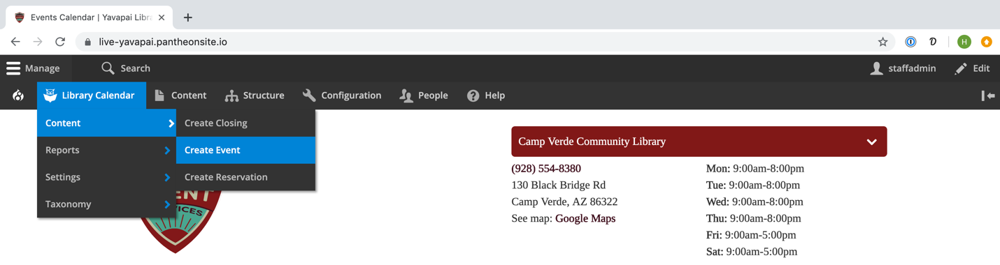 Events Calendar | Yavapai Libra
live-yavapai.pantheonsite.io
H
Manage
Search
staffadmin
Edit
Library Calendar
Content
Structure
Configuration
People
Help
Content
Create Closing
Reports
Create Event
Settings
Create Reservation
Taxonomy
ENT
ICES
Camp Verde Community Library
(928) 554-8380
130 Black Bridge Rd
Camp Verde, AZ 86322
See map: Google Maps
Mon: 9:00am-8:00pm
Tue: 9:00am-8:00pm
Wed: 9:00am-8:00pm
Thu: 9:00am-8:00pm
Fri: 9:00am-5:00pm
Sat: 9:00am-5:00pm